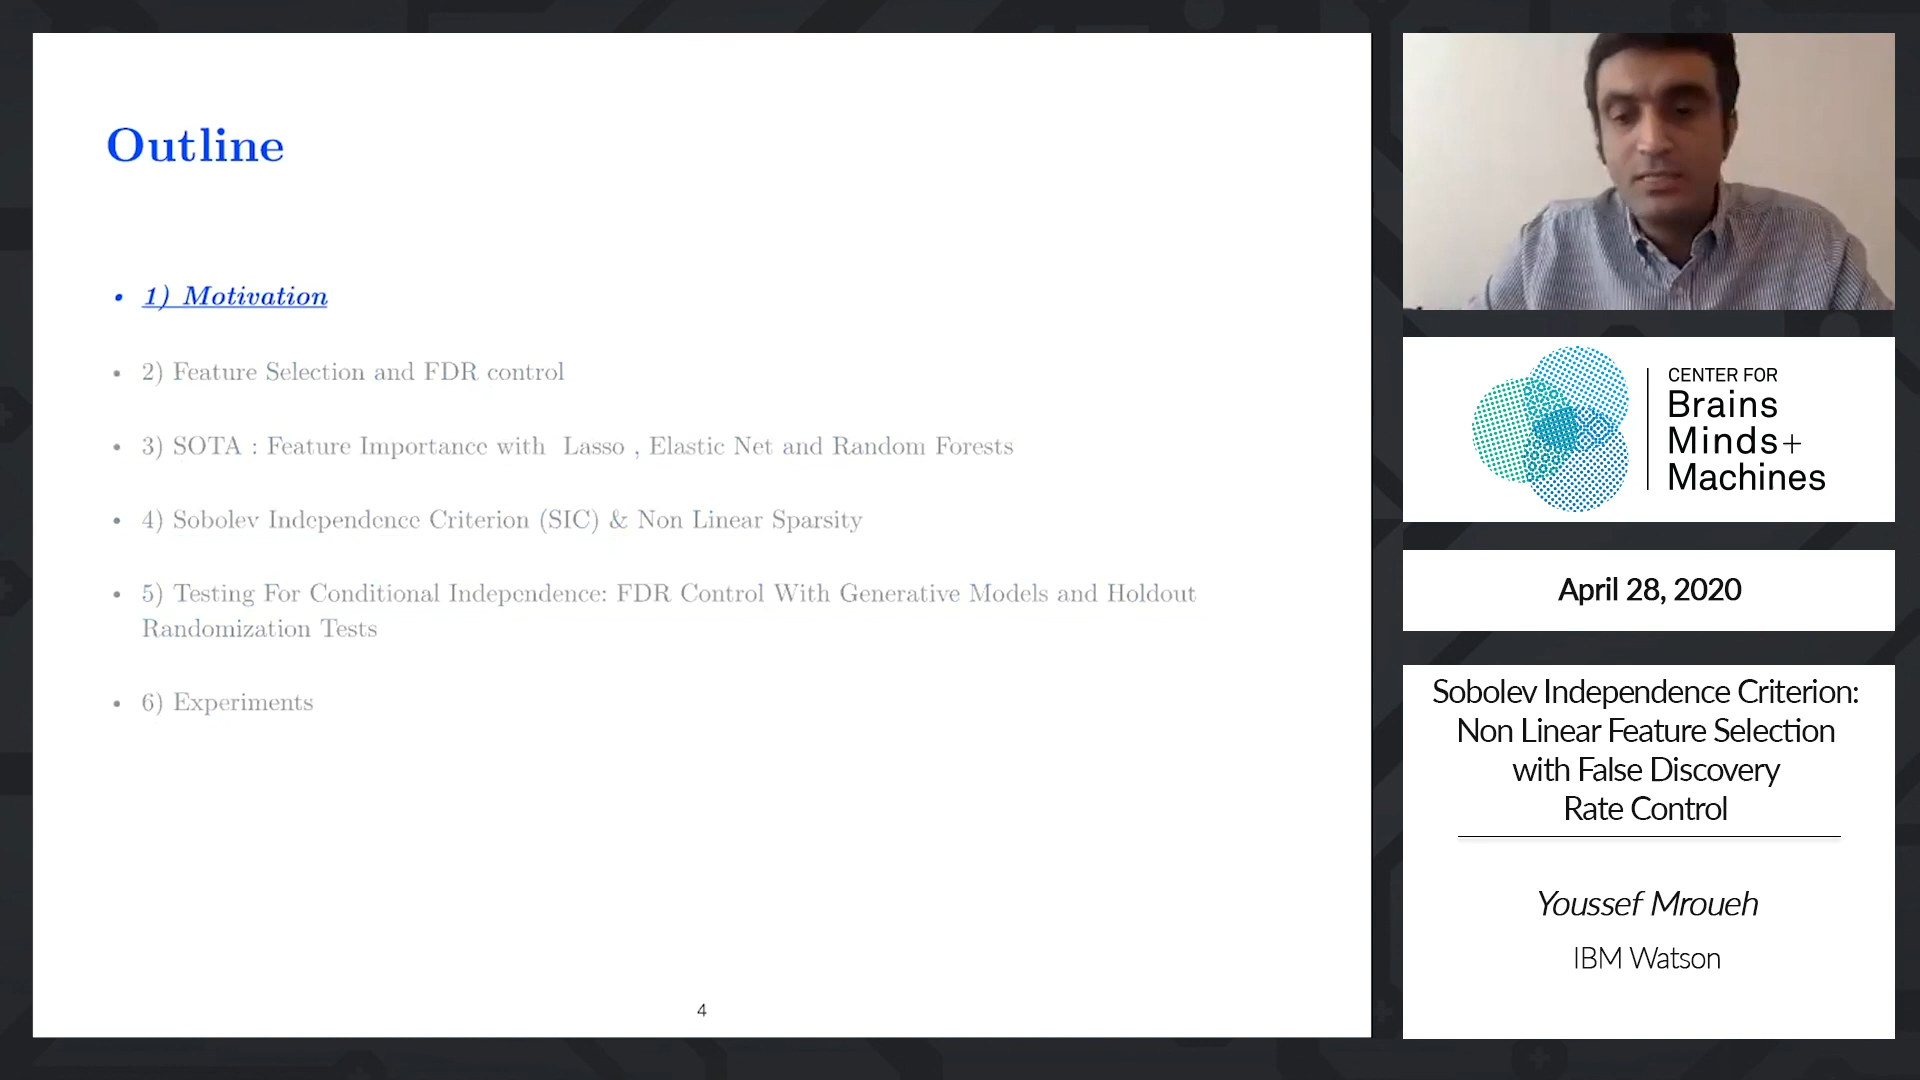 Outline
• 1) Motivation
• 2) Feature Selection and FDR control
• 3) SOTA : Feature Importance with Lasso , Elastic Net and Random Forests
• 4) Sobolev Independence Criterion (SIC) & Non Linear Sparsity
• 5) Testing For Conditional Independence: FDR Control With Generative Models and Holdout
Randomization Tests
• 6) Experiments
4
CENTER FOR
Brains
Minds+
Machines
April 28, 2020
Sobolev Independence Criterion:
Non Linear Feature Selection
with False Discovery
Rate Control
Youssef Mroueh
IBM Watson